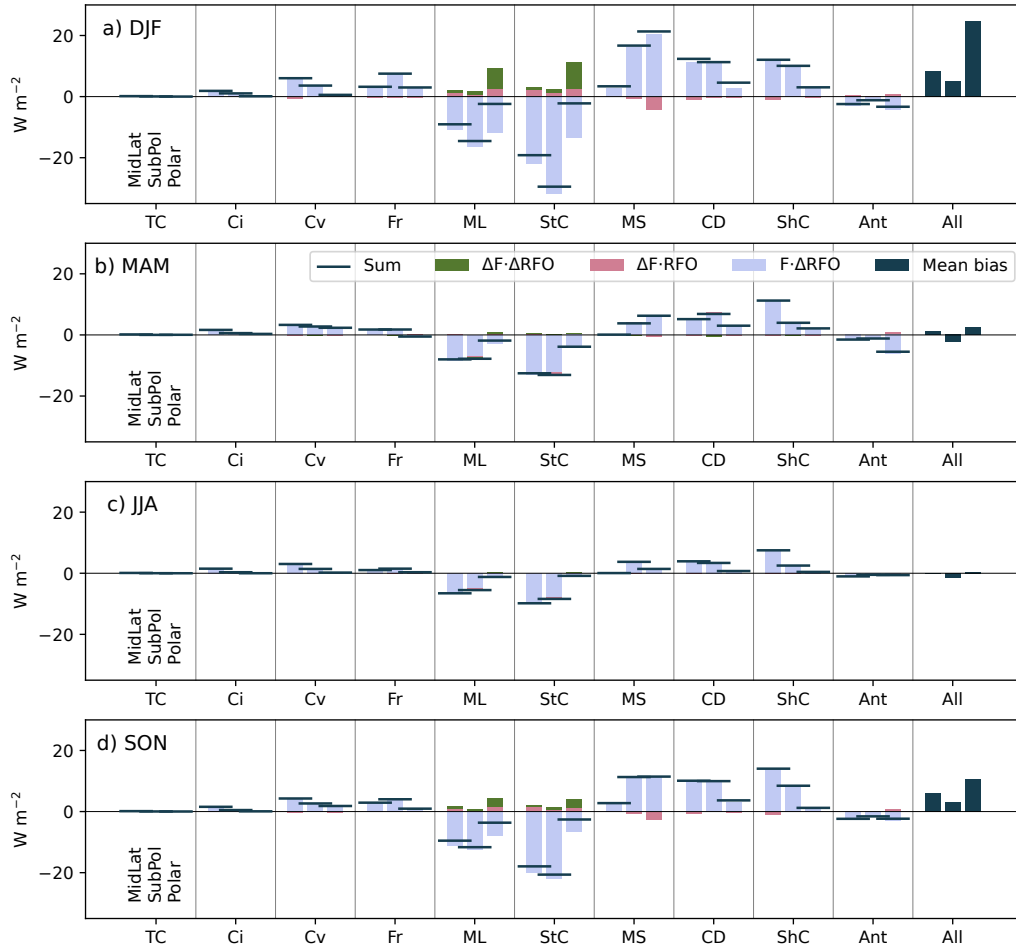 a) DJF
W m⁻²
20
0
−20
MidLat
SubPol
Polar
TC Ci Cv Fr ML StC MS CD ShC Ant All
b) MAM
Sum ΔF·ΔRFO ΔF·RFO F·ΔRFO Mean bias
W m⁻²
20
0
−20
MidLat
SubPol
Polar
TC Ci Cv Fr ML StC MS CD ShC Ant All
c) JJA
W m⁻²
20
0
−20
MidLat
SubPol
Polar
TC Ci Cv Fr ML StC MS CD ShC Ant All
d) SON
W m⁻²
20
0
−20
MidLat
SubPol
Polar
TC Ci Cv Fr ML StC MS CD ShC Ant All